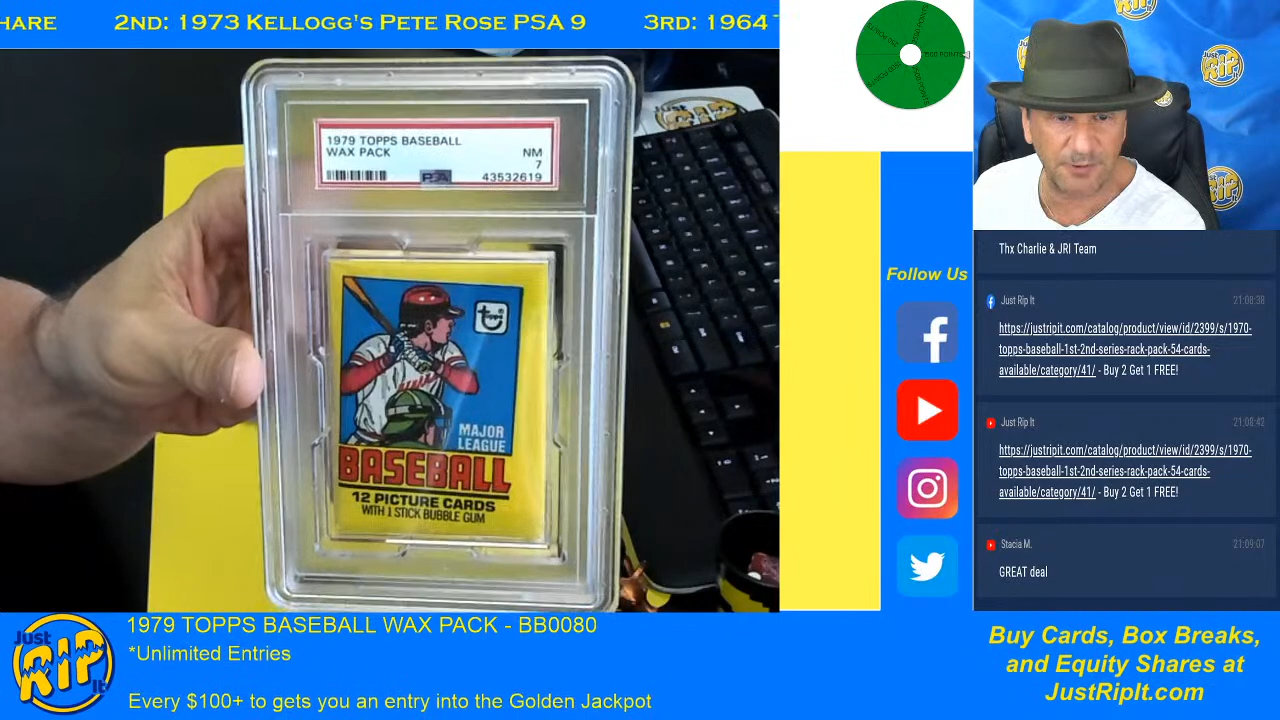 HARE 2ND: 1973 KELLOGG'S PETE ROSE PSA 9 3RD: 1964
1979 TOPPS BASEBALL
WAX PACK NM
7
PSA 43532619
topps
MAJOR
LEAGUE
BASEBALL
12 PICTURE CARDS
WITH 1 STICK BUBBLE GUM
Follow Us
Thx Charlie & JRI Team
Just Rip It 21:08:38
https://justripit.com/catalog/product/view/id/2399/s/1970-
topps-baseball-1st-2nd-series-rack-pack-54-cards-
available/category/41/ - Buy 2 Get 1 FREE!
Just Rip It 21:08:42
https://justripit.com/catalog/product/view/id/2399/s/1970-
topps-baseball-1st-2nd-series-rack-pack-54-cards-
available/category/41/ - Buy 2 Get 1 FREE!
Stacia M. 21:09:07
GREAT deal
Just
RIP
It
1979 TOPPS BASEBALL WAX PACK - BB0080
*Unlimited Entries
Every $100+ to gets you an entry into the Golden Jackpot
Buy Cards, Box Breaks,
and Equity Shares at
JustRipIt.com